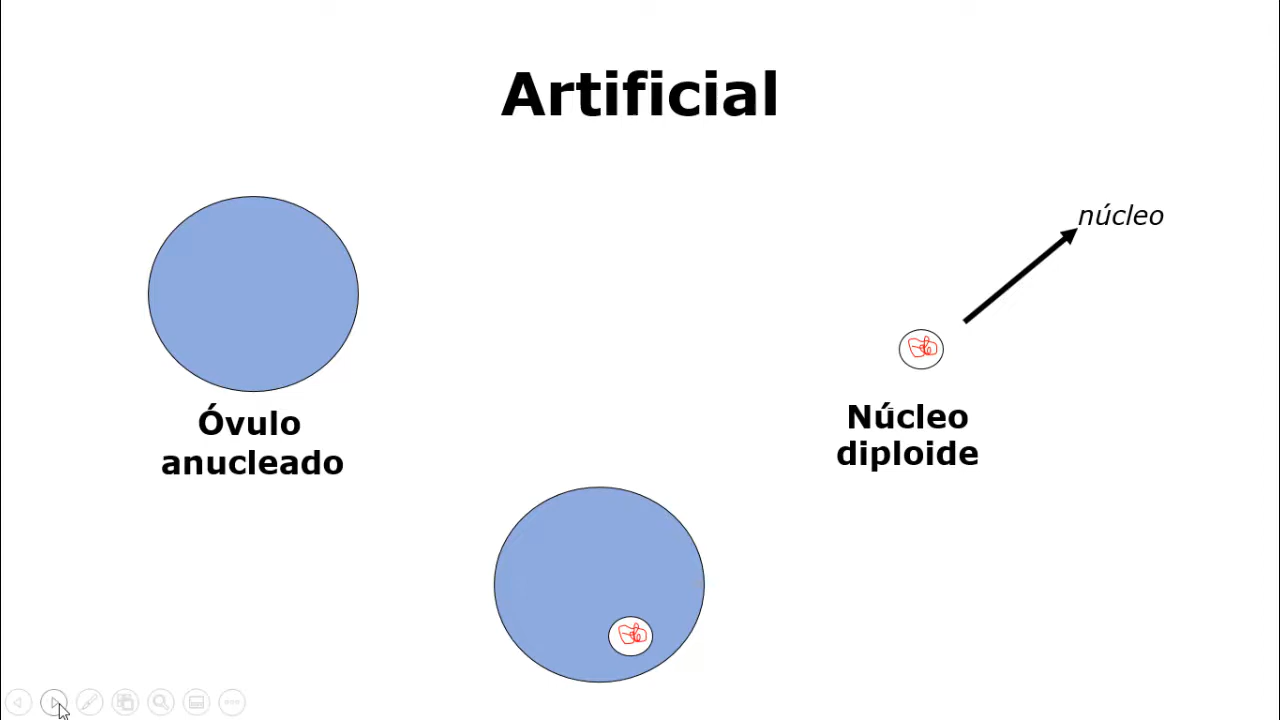 Artificial
núcleo
Óvulo
anucleado
Núcleo
diploide